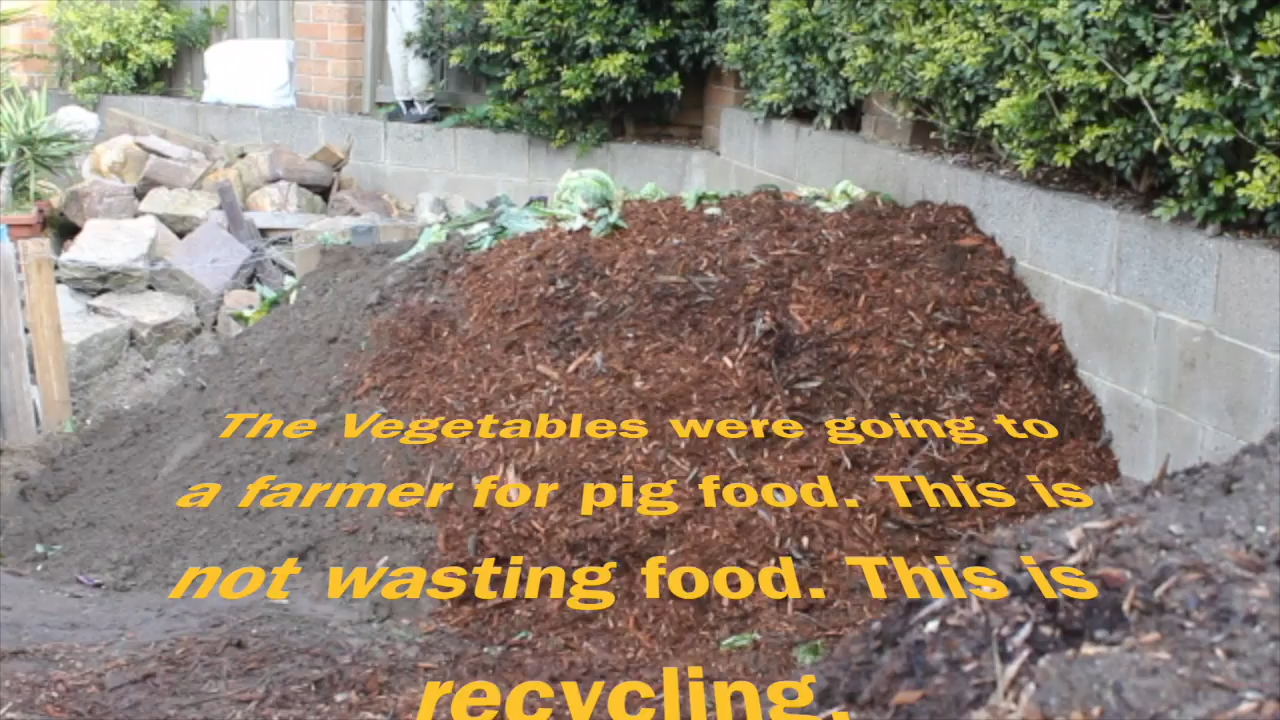 The Vegetables were going to
a farmer for pig food. This is
not wasting food. This is
recycling.